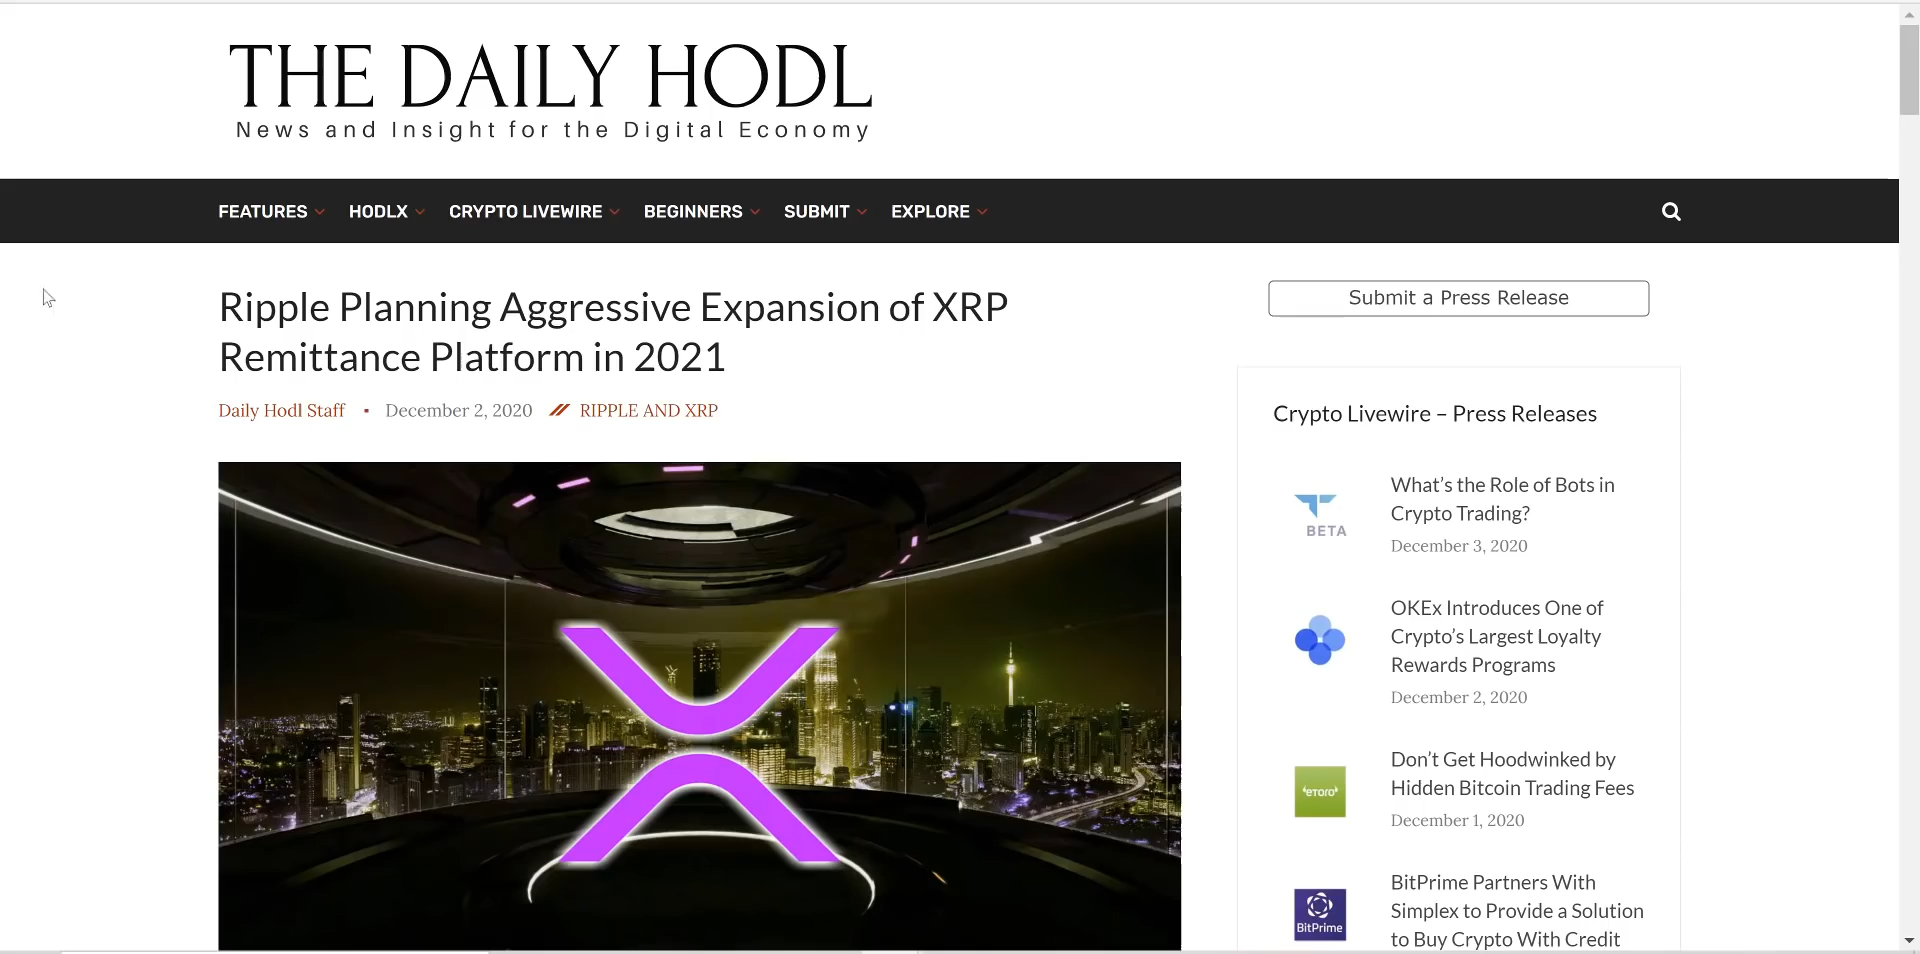 THE DAILY HODL
News and Insight for the Digital Economy
FEATURES HODLX CRYPTO LIVEWIRE BEGINNERS SUBMIT EXPLORE
Ripple Planning Aggressive Expansion of XRP
Remittance Platform in 2021
Daily Hodl Staff ▪ December 2, 2020 // RIPPLE AND XRP
Submit a Press Release
Crypto Livewire – Press Releases
BETA
What’s the Role of Bots in
Crypto Trading?
December 3, 2020
OKEx Introduces One of
Crypto’s Largest Loyalty
Rewards Programs
December 2, 2020
eToro
Don’t Get Hoodwinked by
Hidden Bitcoin Trading Fees
December 1, 2020
BitPrime
BitPrime Partners With
Simplex to Provide a Solution
to Buy Crypto With Credit